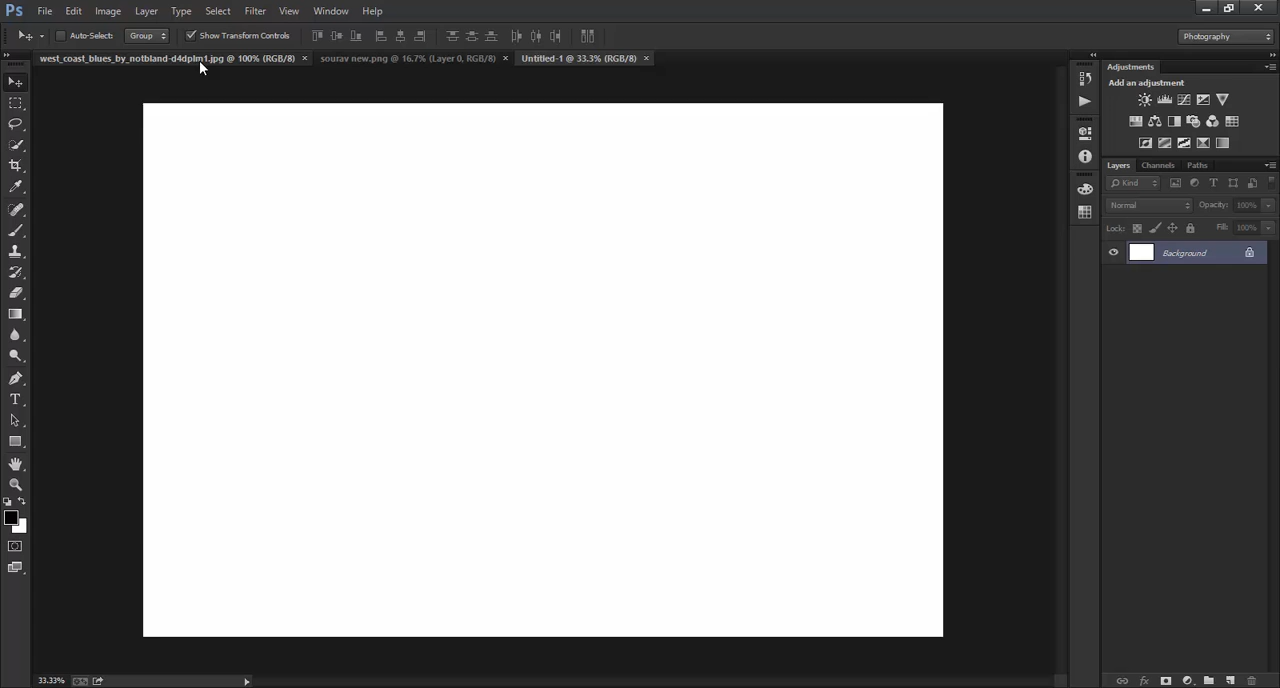 Ps File Edit Image Layer Type Select Filter View Window Help
Auto-Select: Group Show Transform Controls Photography
west_coast_blues_by_notbland-d4dplm1.jpg @ 100% (RGB/8) × sourav new.png @ 16.7% (Layer 0, RGB/8) × Untitled-1 @ 33.3% (RGB/8) ×
Adjustments
Add an adjustment
Layers Channels Paths
Kind
Normal Opacity: 100%
Lock: Fill: 100%
Background
33.33%